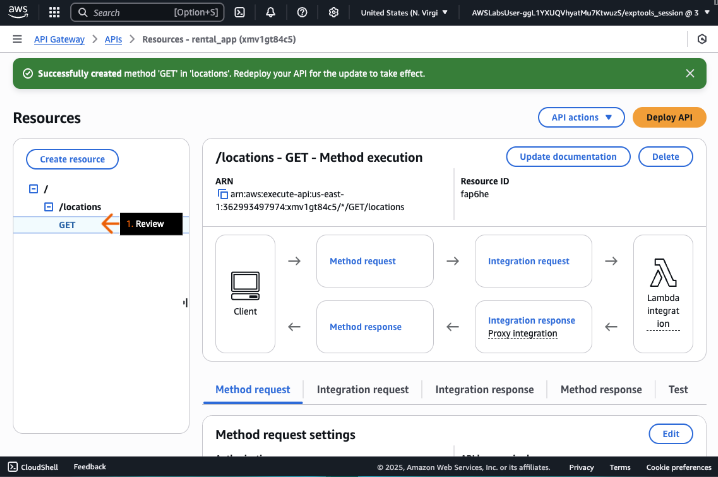 aws
Search
[Option+S]
United States (N. Virgi
AWSLabsUser-ggL1YXUQVhyatMu7Ktwuz5/exptools_session @ 3
API Gateway
APIs
Resources - rental_app (xmv1gt84c5)
Successfully created method 'GET' in 'locations'. Redeploy your API for the update to take effect.
Resources
API actions
Deploy API
Create resource
/
/locations
GET
1. Review
/locations - GET - Method execution
Update documentation
Delete
ARN
arn:aws:execute-api:us-east-
1:362993497974:xmv1gt84c5/*/GET/locations
Resource ID
fap6he
Client
Method request
Integration request
Method response
Integration response
Proxy integration
Lambda
integrat
ion
Method request
Integration request
Integration response
Method response
Test
Method request settings
Edit
CloudShell
Feedback
© 2025, Amazon Web Services, Inc. or its affiliates.
Privacy
Terms
Cookie preferences